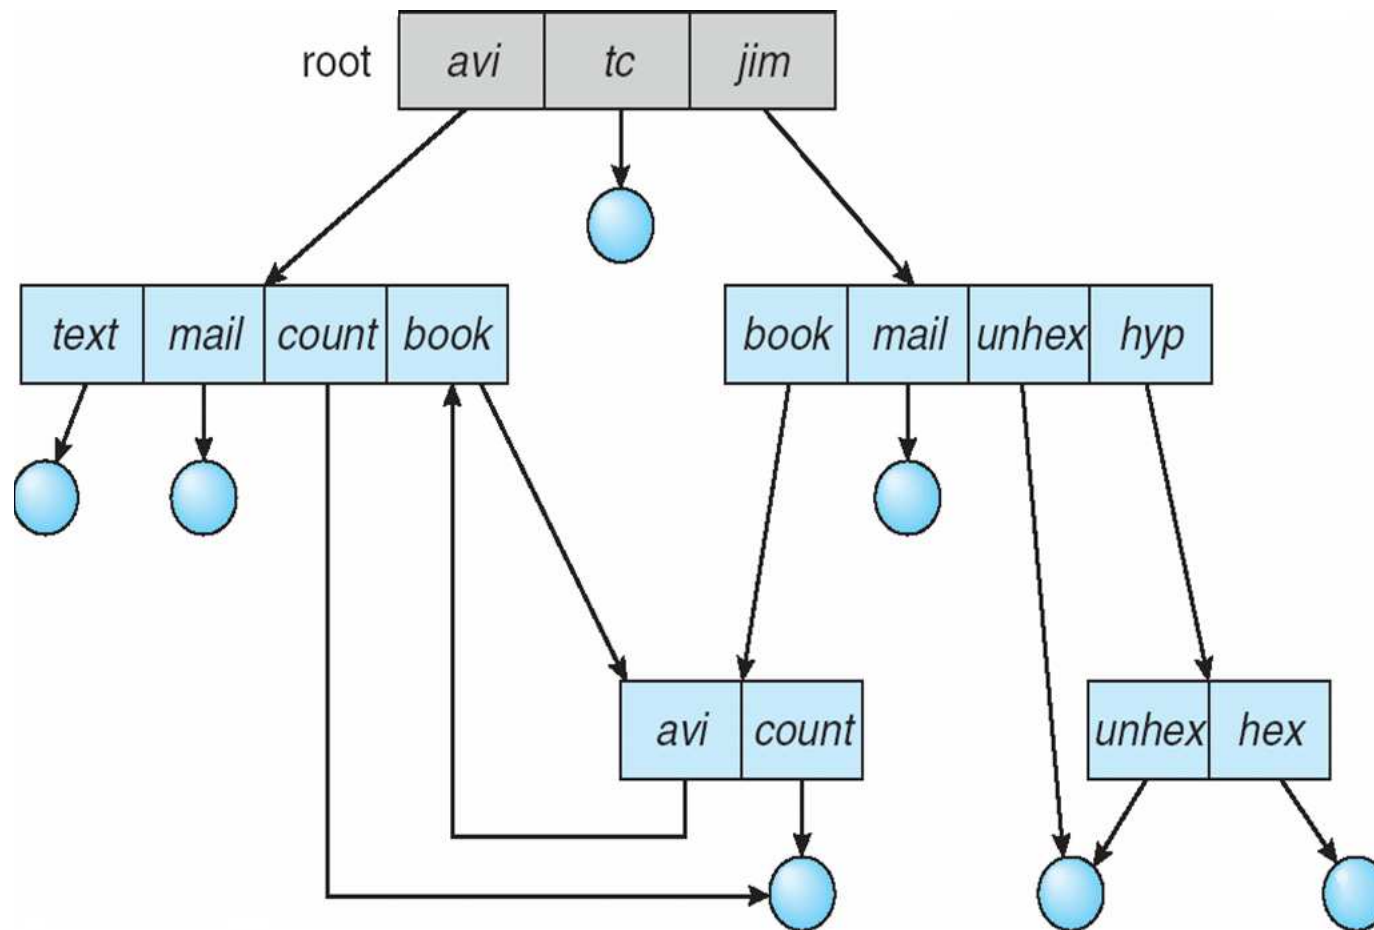 root avi tc jim
text mail count book
book mail unhex hyp
avi count
unhex hex